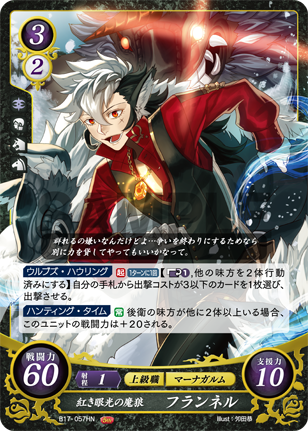 3
2
群れるの嫌いなんだけどよ…争いを終わりにするためなら
別に力を貸してやってもいいかなって。
ウルフズ・ハウリング 起 1ターンに1回 【 1,他の味方を2体行動
済みにする】自分の手札から出撃コストが3以下のカードを1枚選び、
出撃させる。
ハンティング・タイム 常 後衛の味方が他に2体以上いる場合、
このユニットの戦闘力は+20される。
戦闘力 60
射程 1 上級職 マーナガルム
支援力 10
紅き眼光の魔狼 フランネル
B17-057HN Illust:河田恭